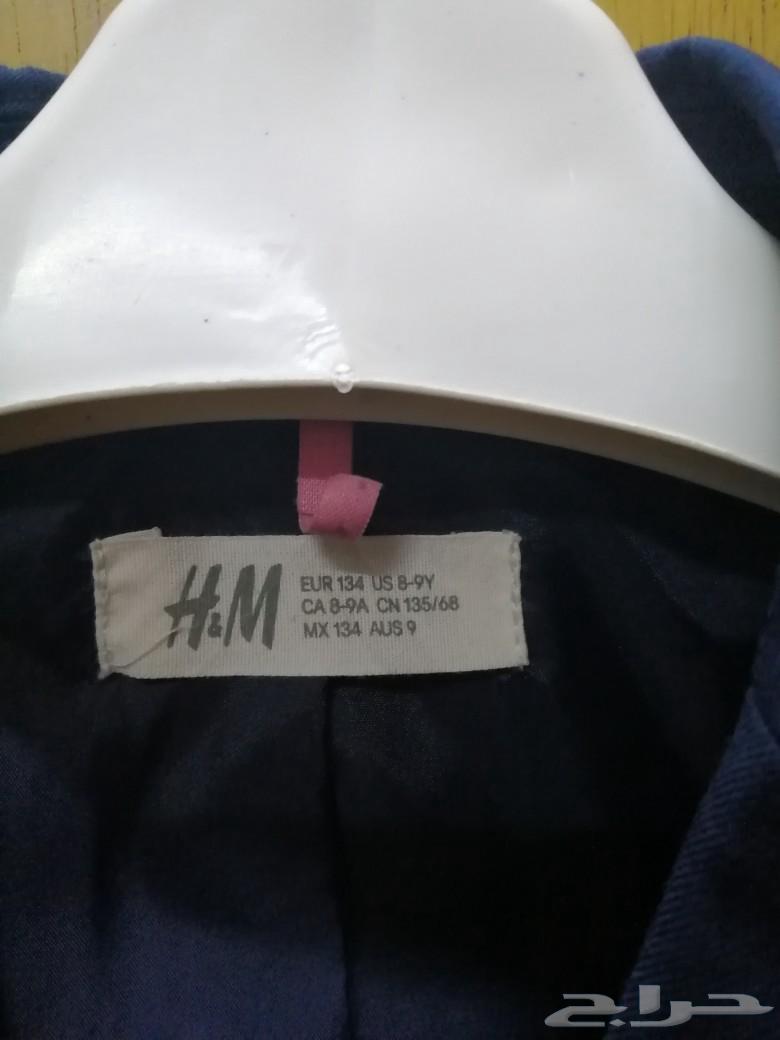 H&M
EUR 134 US 8-9Y
CA 8-9A CN 135/68
MX 134 AUS 9
حراج